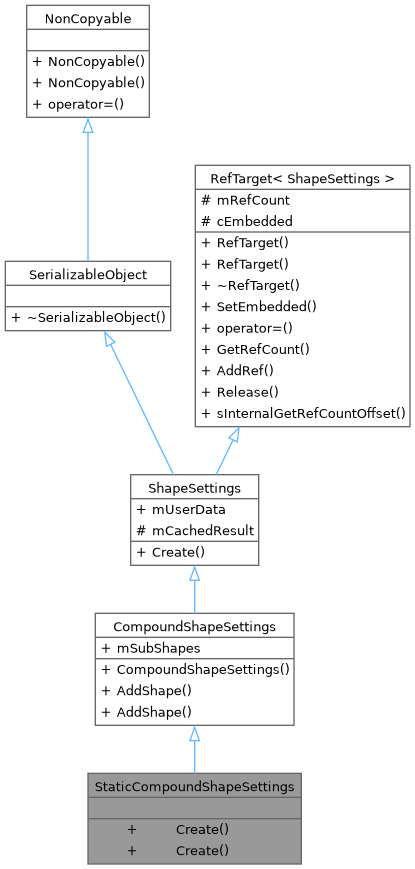 NonCopyable
+ NonCopyable()
+ NonCopyable()
+ operator=()
RefTarget< ShapeSettings >
# mRefCount
# cEmbedded
+ RefTarget()
+ RefTarget()
+ ~RefTarget()
+ SetEmbedded()
+ operator=()
+ GetRefCount()
+ AddRef()
+ Release()
+ sInternalGetRefCountOffset()
SerializableObject
+ ~SerializableObject()
ShapeSettings
+ mUserData
# mCachedResult
+ Create()
CompoundShapeSettings
+ mSubShapes
+ CompoundShapeSettings()
+ AddShape()
+ AddShape()
StaticCompoundShapeSettings
+ Create()
+ Create()